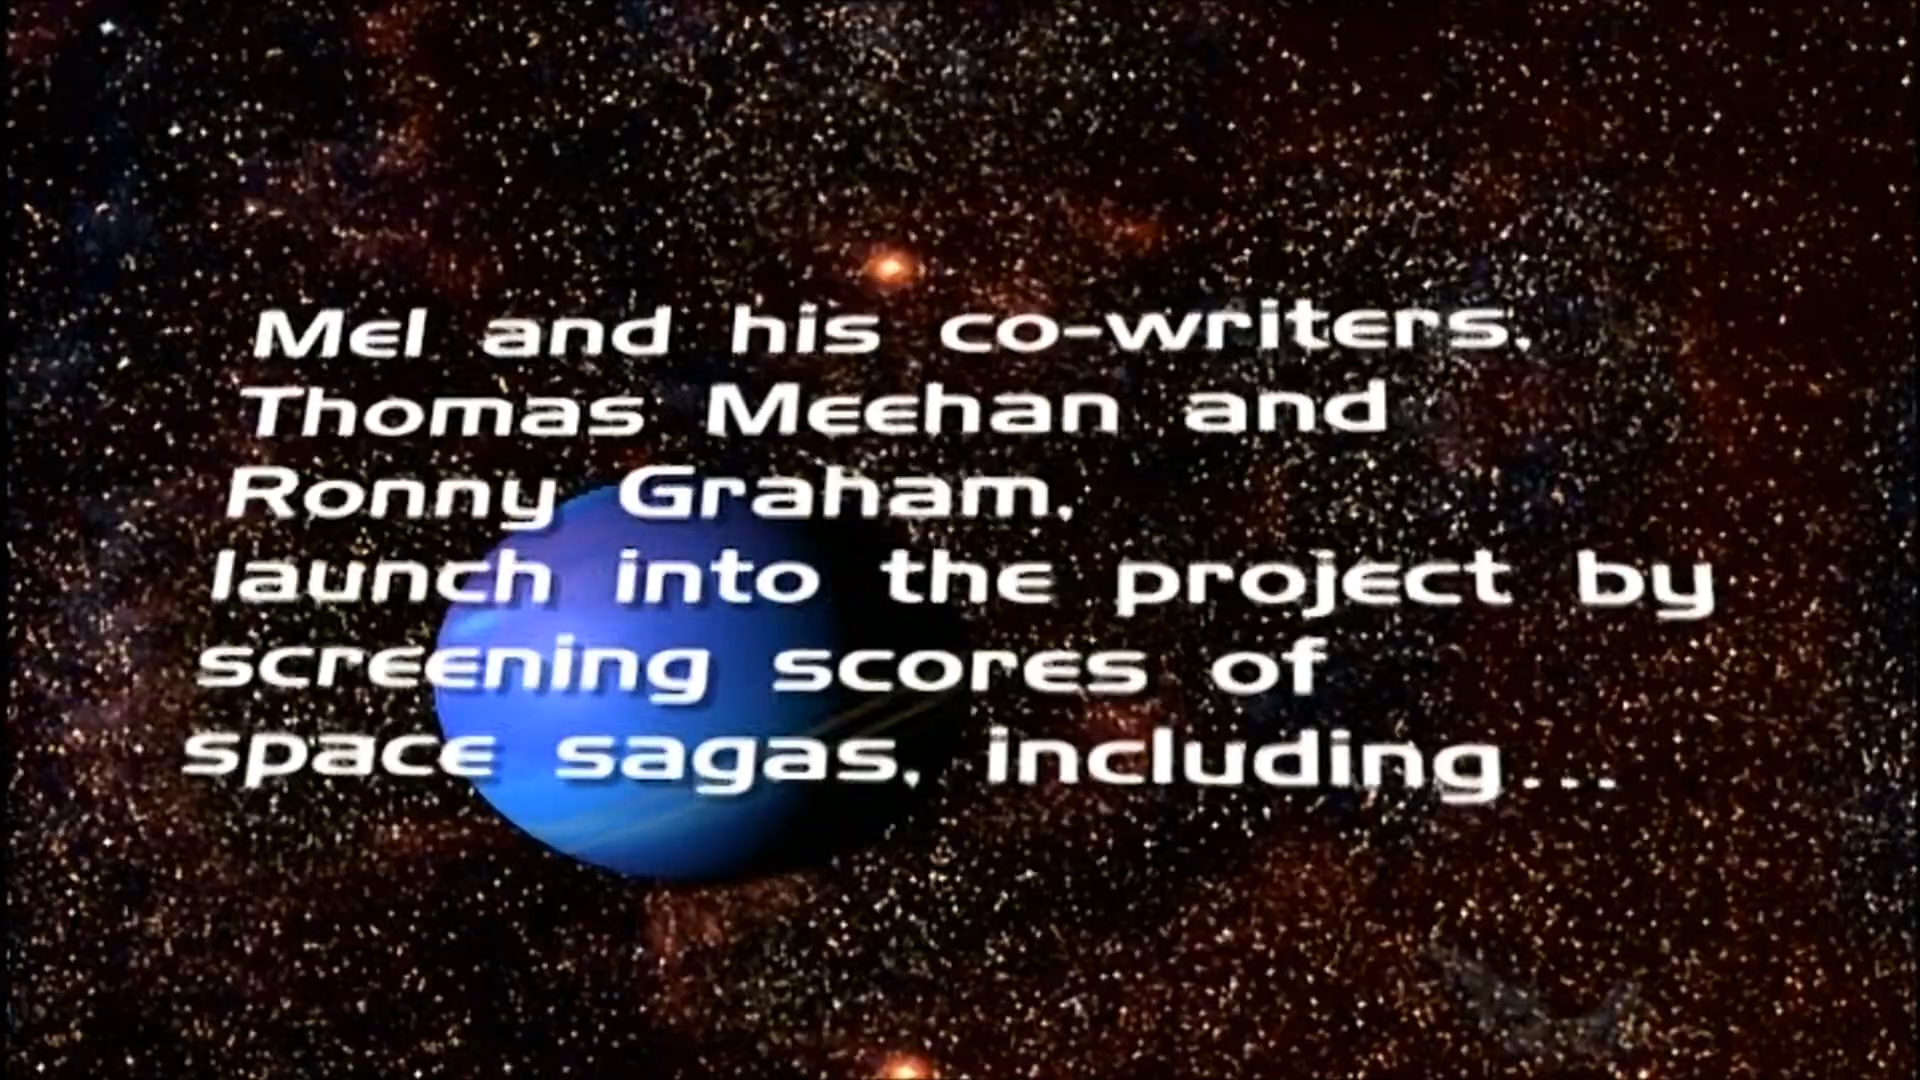 Mel and his co-writers,
Thomas Meehan and
Ronny Graham,
launch into the project by
screening scores of
space sagas, including...